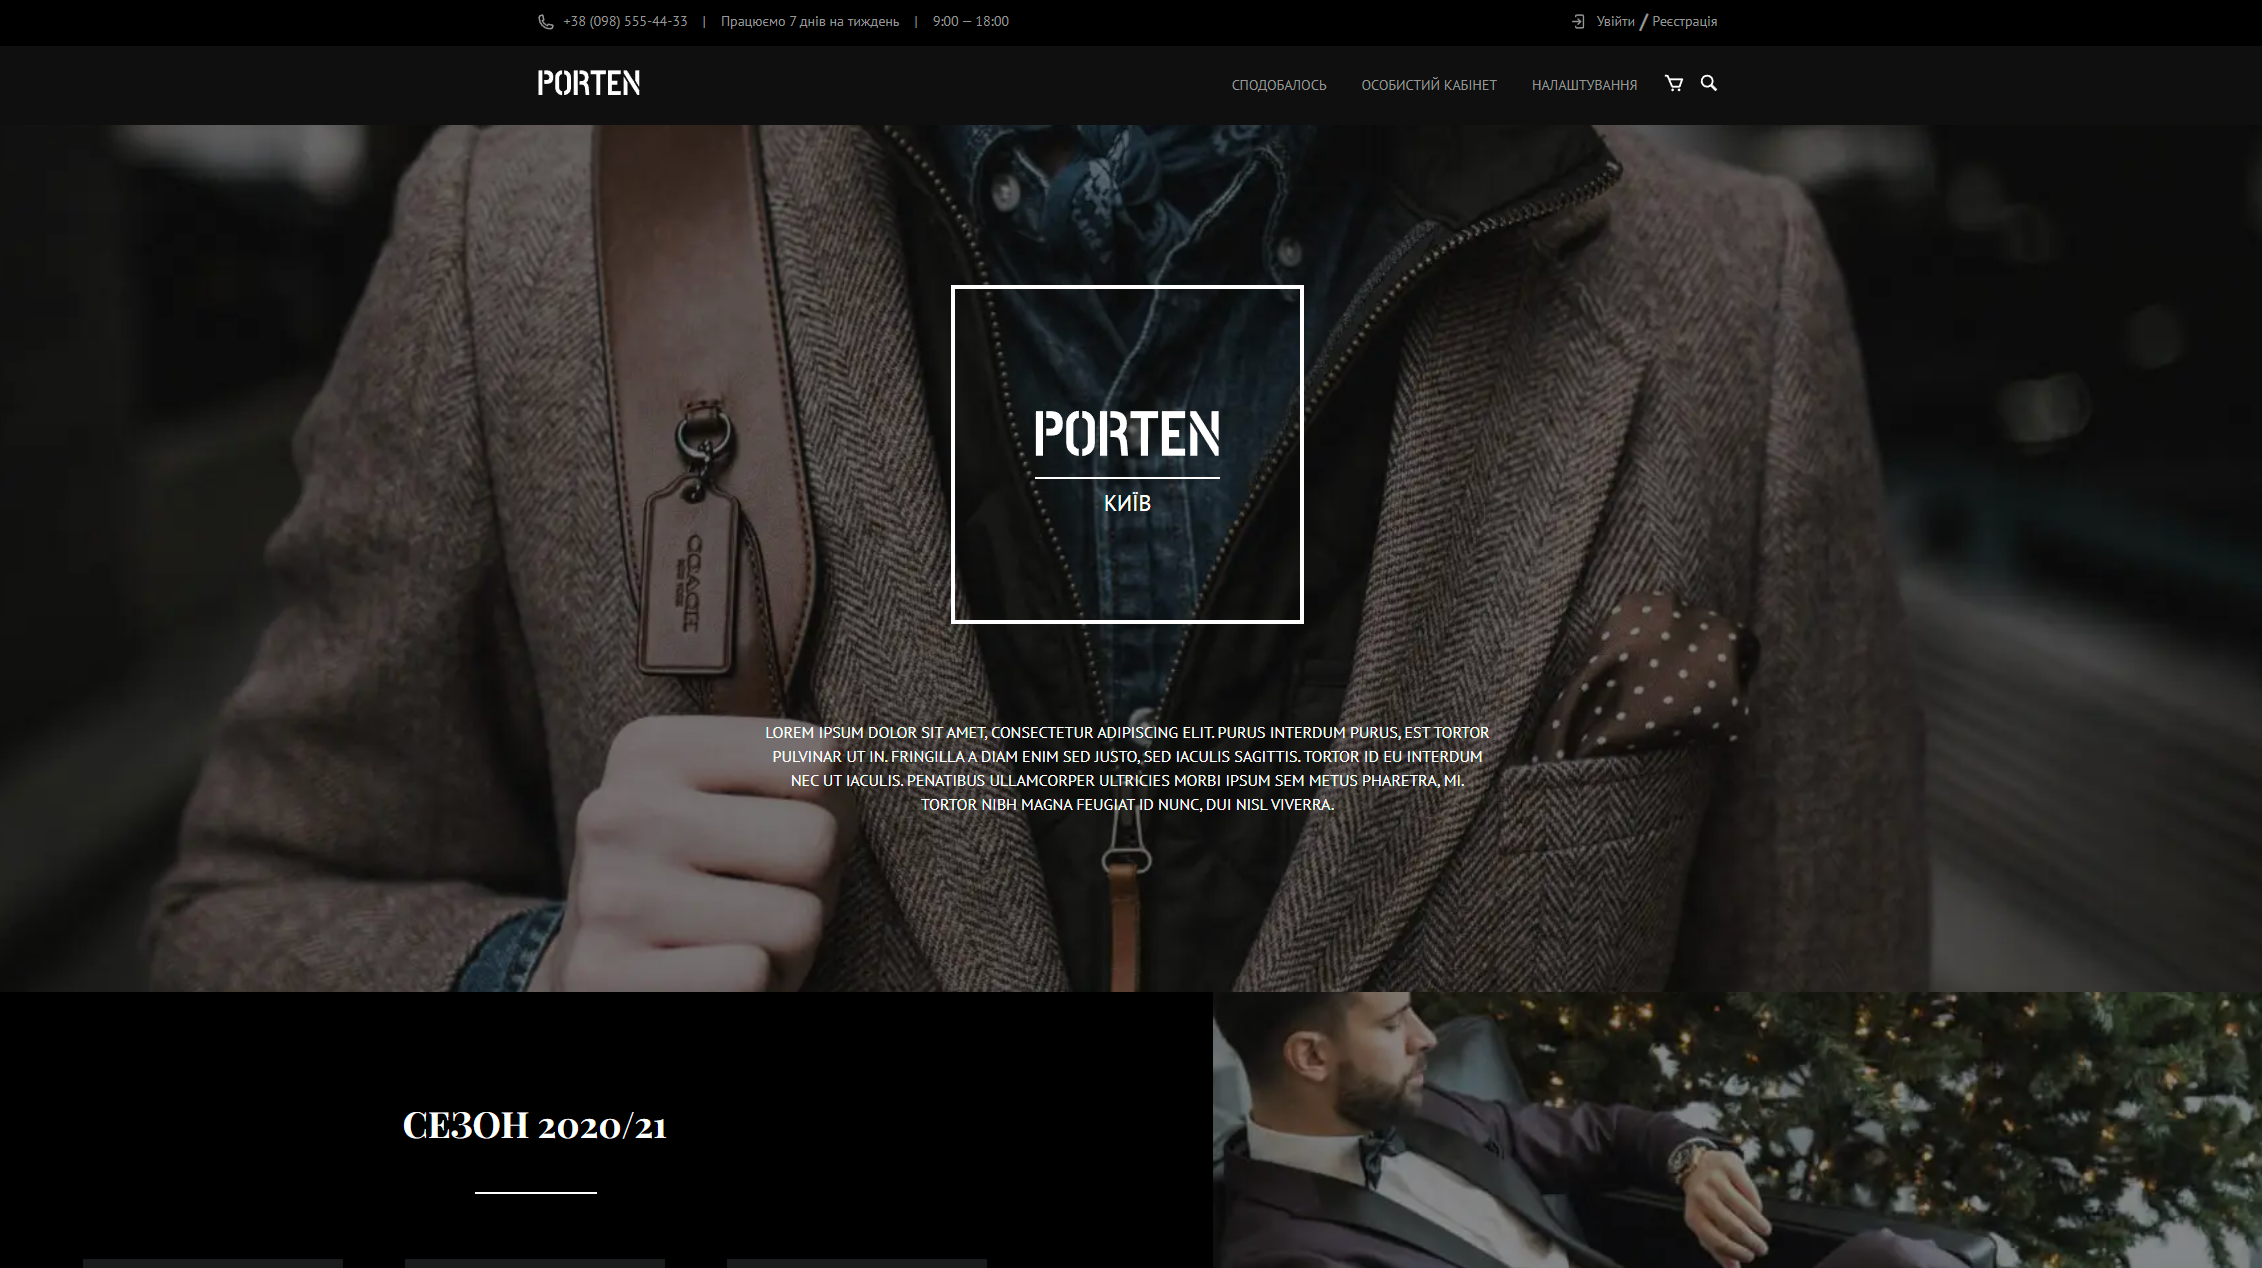 +38 (098) 555-44-33 | Працюємо 7 днів на тиждень | 9:00 — 18:00
Увійти / Реєстрація
PORTEN
СПОДОБАЛОСЬ ОСОБИСТИЙ КАБІНЕТ НАЛАШТУВАННЯ
PORTEN
КИЇВ
COACH
LOREM IPSUM DOLOR SIT AMET, CONSECTETUR ADIPISCING ELIT. PURUS INTERDUM PURUS, EST TORTOR
PULVINAR UT IN. FRINGILLA A DIAM ENIM SED JUSTO, SED IACULIS SAGITTIS. TORTOR ID EU INTERDUM
NEC UT IACULIS. PENATIBUS ULLAMCORPER ULTRICIES MORBI IPSUM SEM METUS PHARETRA, MI.
TORTOR NIBH MAGNA FEUGIAT ID NUNC, DUI NISL VIVERRA.
СЕЗОН 2020/21